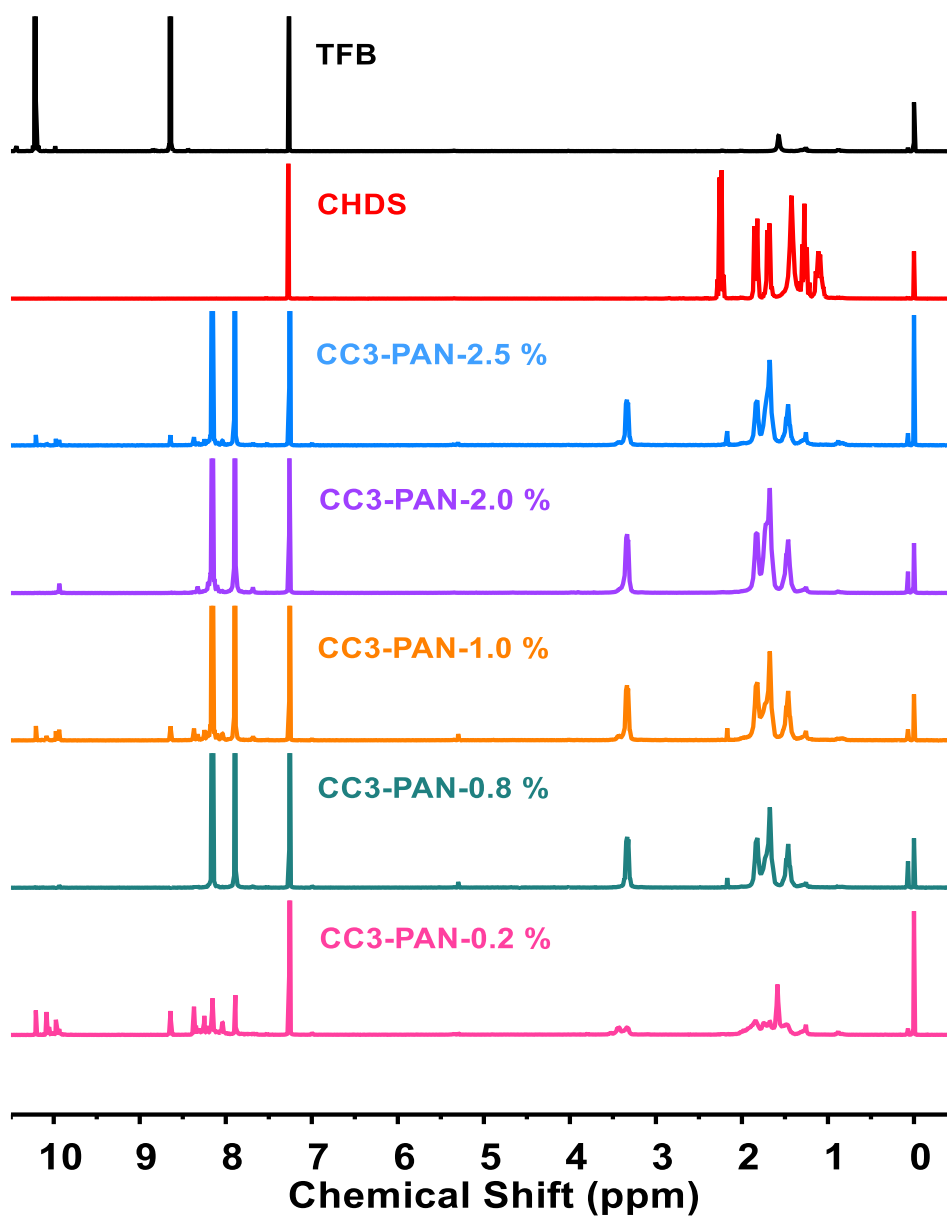 TFB
CHDS
CC3-PAN-2.5 %
CC3-PAN-2.0 %
CC3-PAN-1.0 %
CC3-PAN-0.8 %
CC3-PAN-0.2 %
10 9 8 7 6 5 4 3 2 1 0
Chemical Shift (ppm)